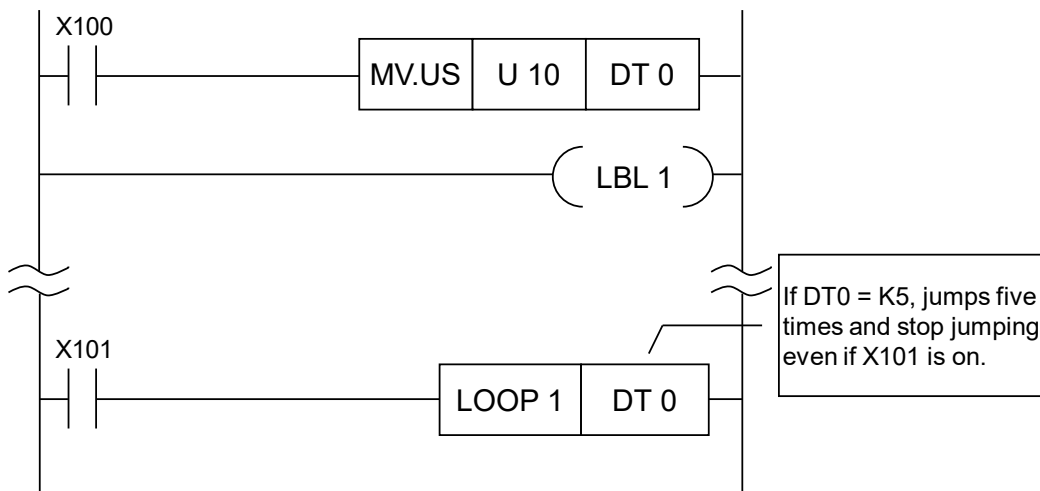 X100
MV.US U 10 DT 0
LBL 1
If DT0 = K5, jumps five
times and stop jumping
even if X101 is on.
X101
LOOP 1 DT 0